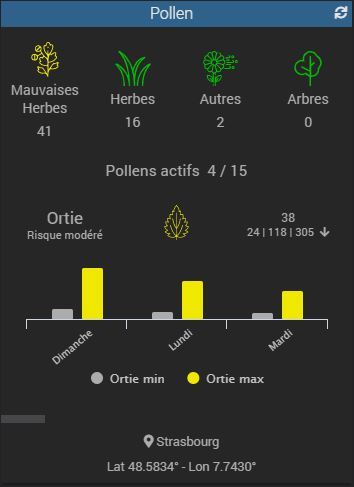 Pollen
Mauvaises
Herbes
41
Herbes
16
Autres
2
Arbres
0
Pollens actifs 4 / 15
Ortie
Risque modéré
38
24 | 118 | 305
Dimanche
Lundi
Mardi
Ortie min
Ortie max
Strasbourg
Lat 48.5834° - Lon 7.7430°